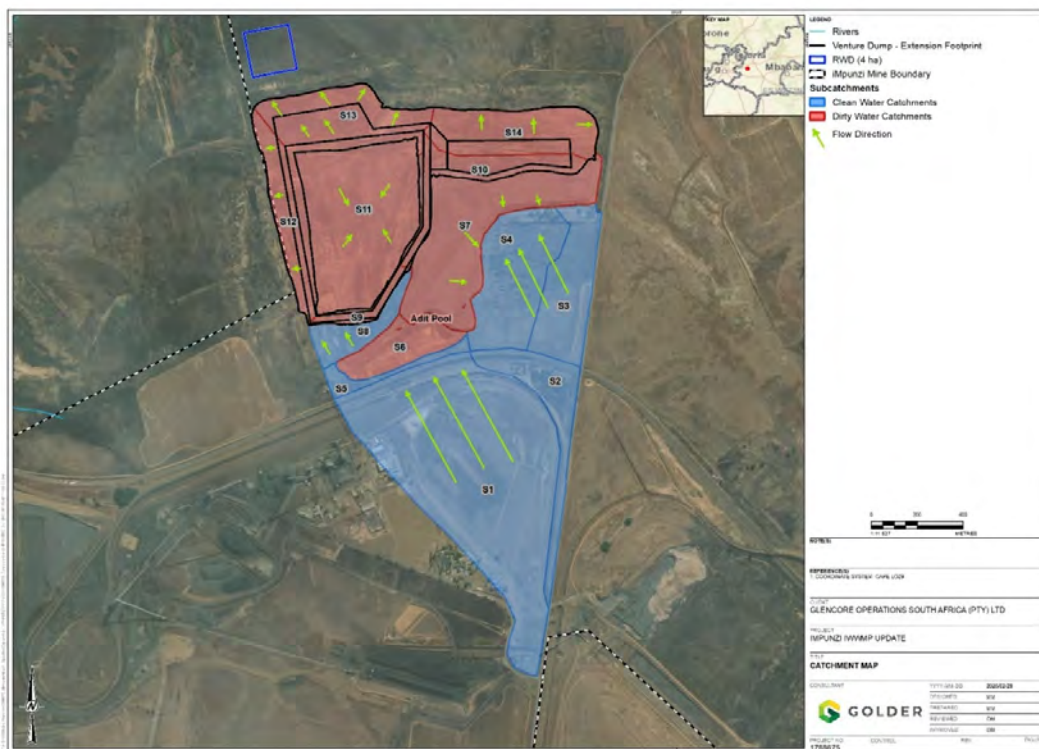 KEY MAP
LEGEND
Rivers
Venture Dump - Extension Footprint
RWD (4 ha)
iMpunzi Mine Boundary
Subcatchments
Clean Water Catchments
Dirty Water Catchments
Flow Direction
S13
S14
S10
S11
S12
S7
S4
S3
S9
S8
Adit Pool
S6
S5
S2
S1
METRES
NOTE(S)
REFERENCE(S)
CLIENT
GLENCORE OPERATIONS SOUTH AFRICA (PTY) LTD
PROJECT
IMPUNZI IWWMP UPDATE
TITLE
CATCHMENT MAP
CONSULTANT
GOLDER
PREPARED
REVIEWED
APPROVED
PROJECT NO.
CONTROL